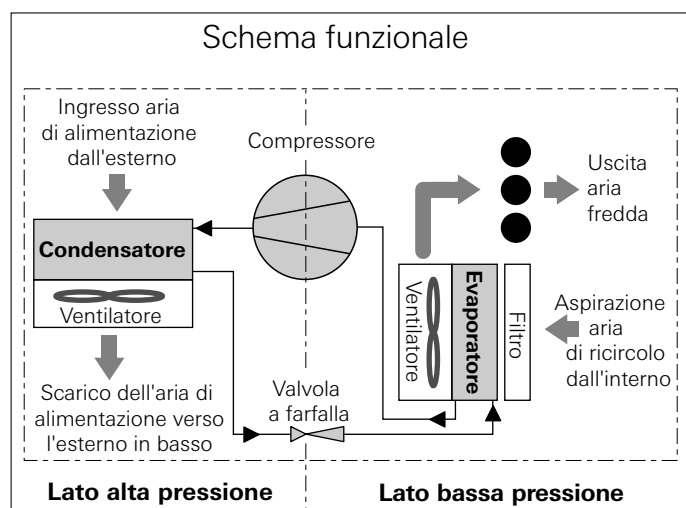 Schema funzionale
Ingresso aria
di alimentazione
dall'esterno
Compressore
Uscita
aria
fredda
Condensatore
Ventilatore
Ventilatore
Evaporatore
Filtro
Aspirazione
aria
di ricircolo
dall'interno
Scarico dell'aria di
alimentazione verso
l'esterno in basso
Valvola
a farfalla
Lato alta pressione
Lato bassa pressione